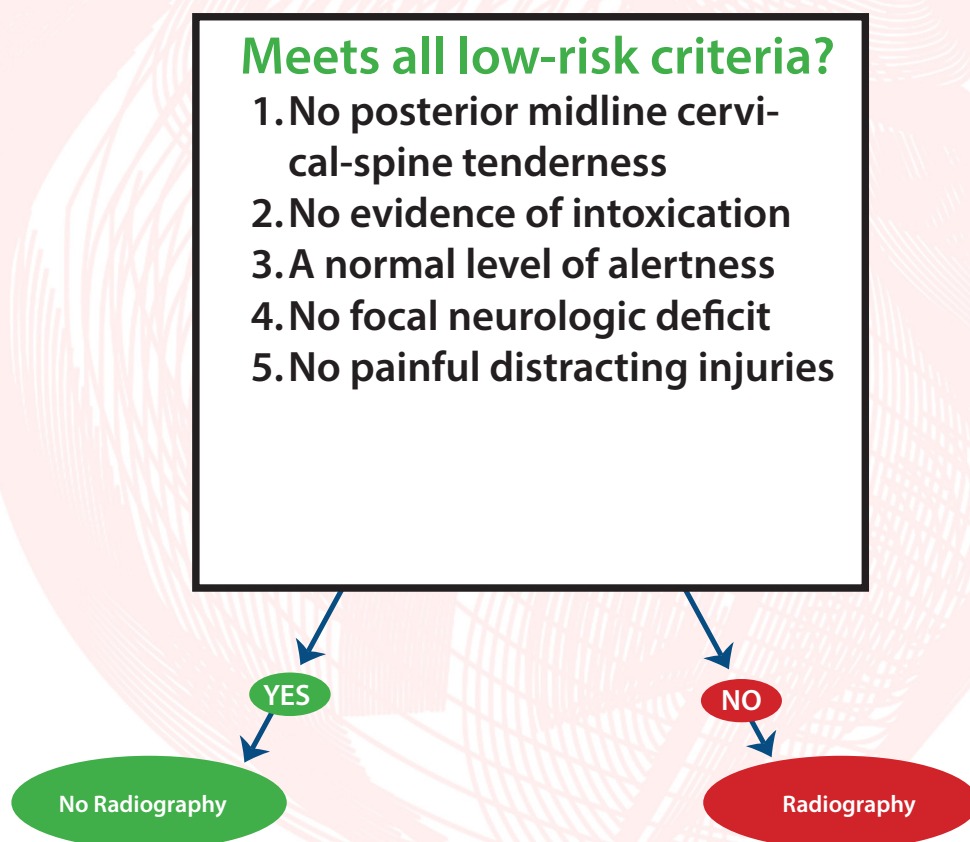 Meets all low-risk criteria?
1. No posterior midline cervi-
cal-spine tenderness
2. No evidence of intoxication
3. A normal level of alertness
4. No focal neurologic deficit
5. No painful distracting injuries
YES
NO
No Radiography
Radiography